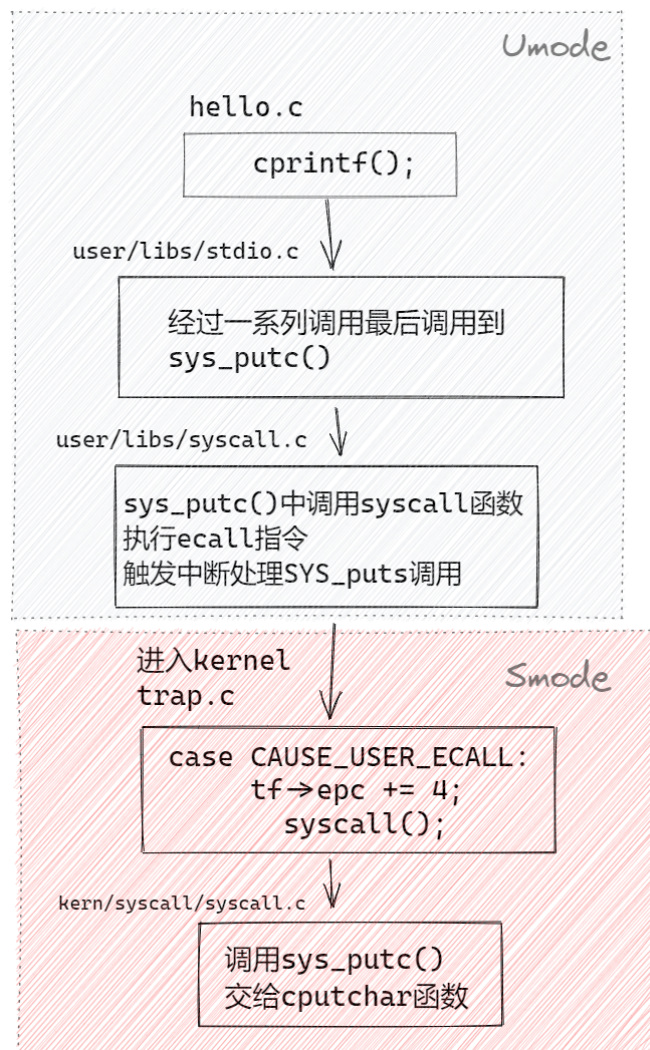 Umode
hello.c
cprintf();
user/libs/stdio.c
经过一系列调用最后调用到
sys_putc()
user/libs/syscall.c
sys_putc()中调用syscall函数
执行ecall指令
触发中断处理SYS_puts调用
进入kernel
trap.c
Smode
case CAUSE_USER_ECALL:
tf->epc += 4;
syscall();
kern/syscall/syscall.c
调用sys_putc()
交给cputchar函数